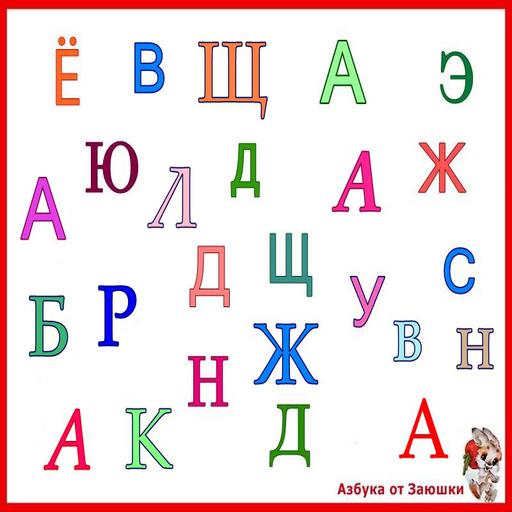 Ё В Щ А Э
А Ю Л Д А Ж
Б Р Д Щ У С
Н Ж В Н
А К Д А
Азбука от Заюшки